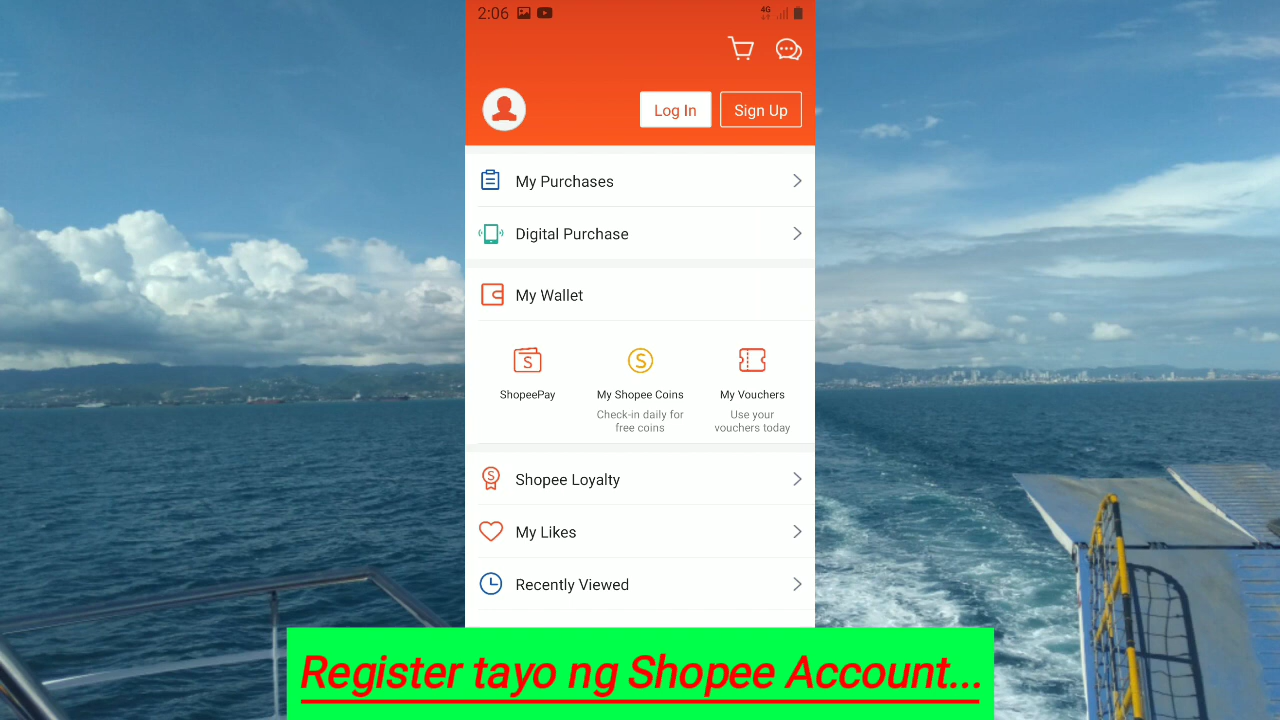 2:06
4G
Log In
Sign Up
My Purchases
Digital Purchase
My Wallet
S
S
ShopeePay
My Shopee Coins
My Vouchers
Check-in daily for
free coins
Use your
vouchers today
S
Shopee Loyalty
My Likes
Recently Viewed
Register tayo ng Shopee Account...